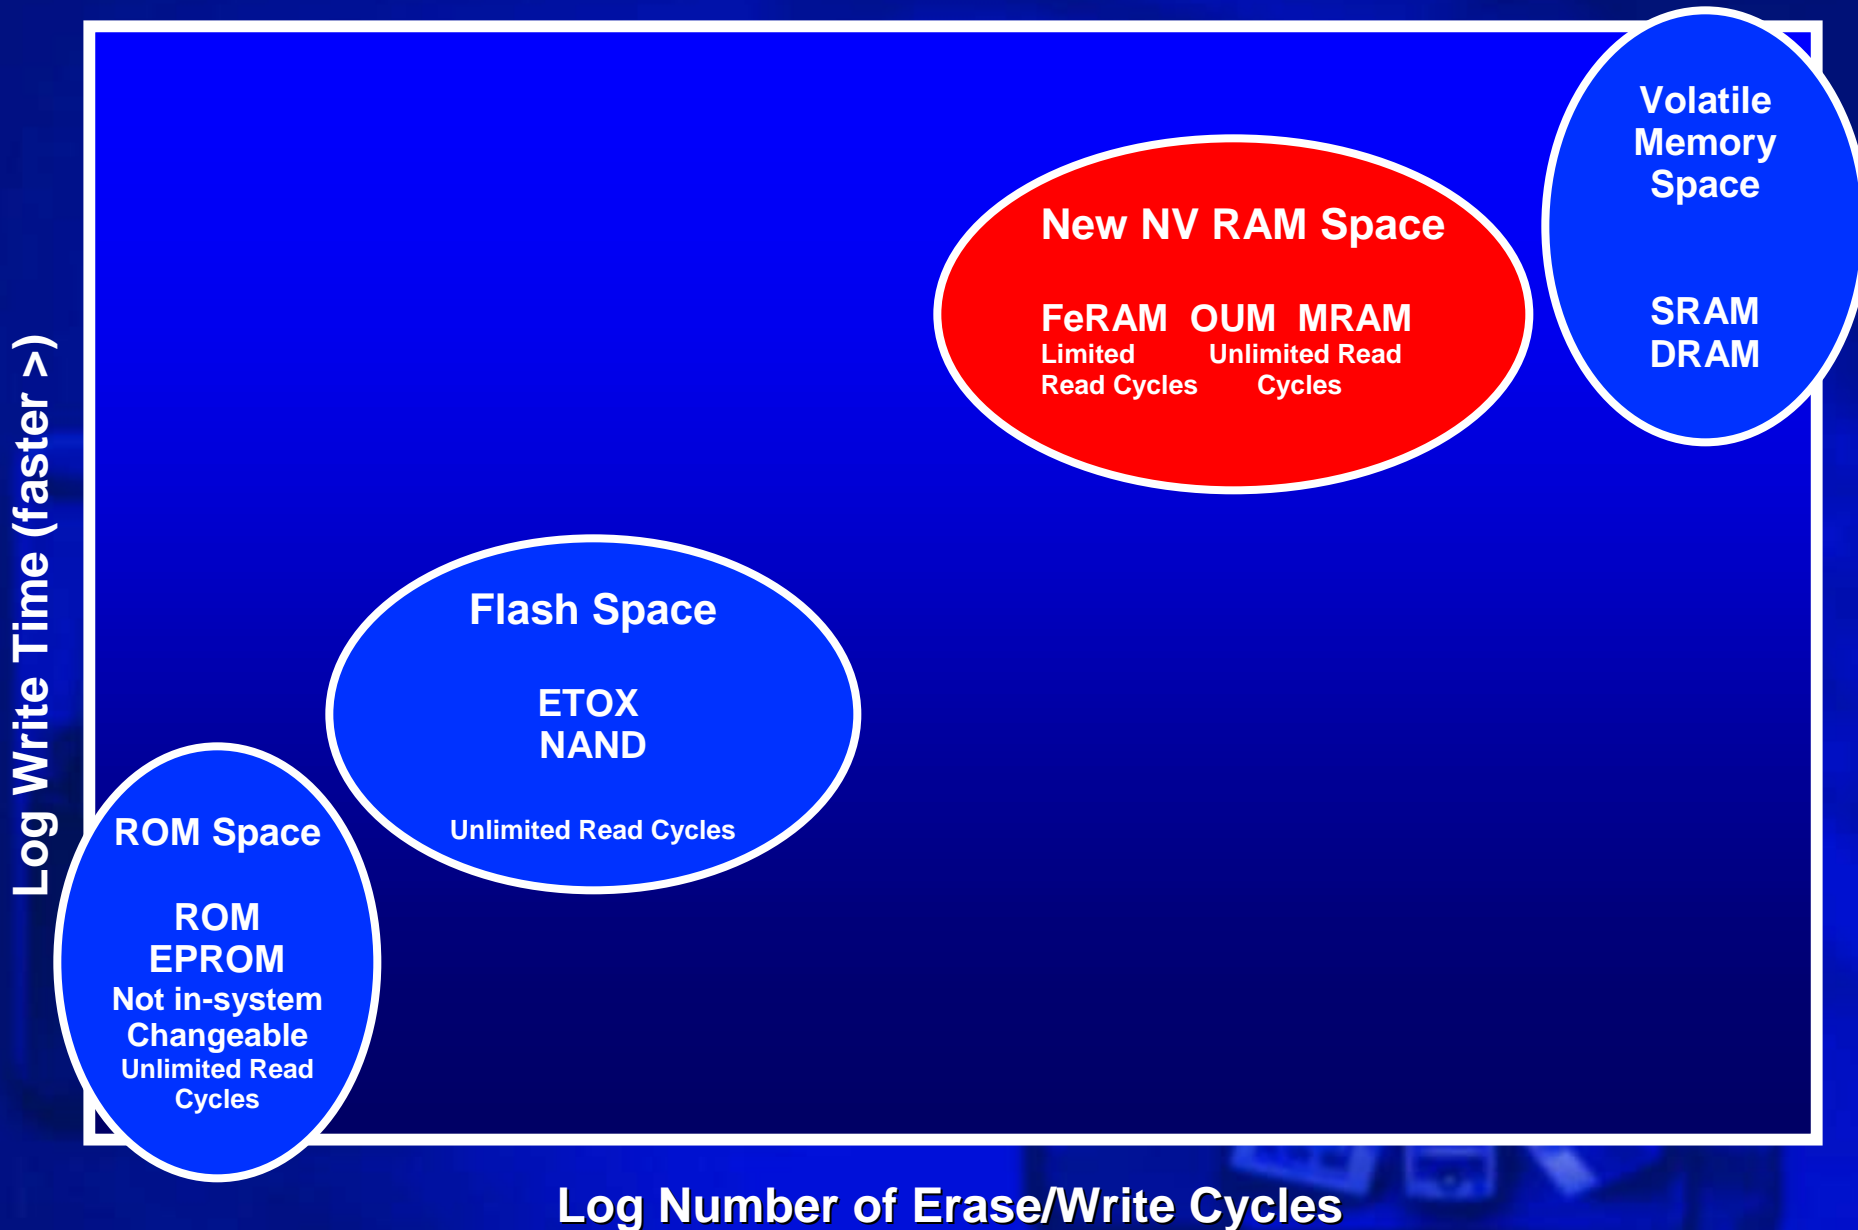 Volatile
Memory
Space
SRAM
DRAM
New NV RAM Space
FeRAM OUM MRAM
Limited Unlimited Read
Read Cycles Cycles
Flash Space
ETOX
NAND
Unlimited Read Cycles
ROM Space
ROM
EPROM
Not in-system
Changeable
Unlimited Read
Cycles
Log Write Time (faster >)
Log Number of Erase/Write Cycles